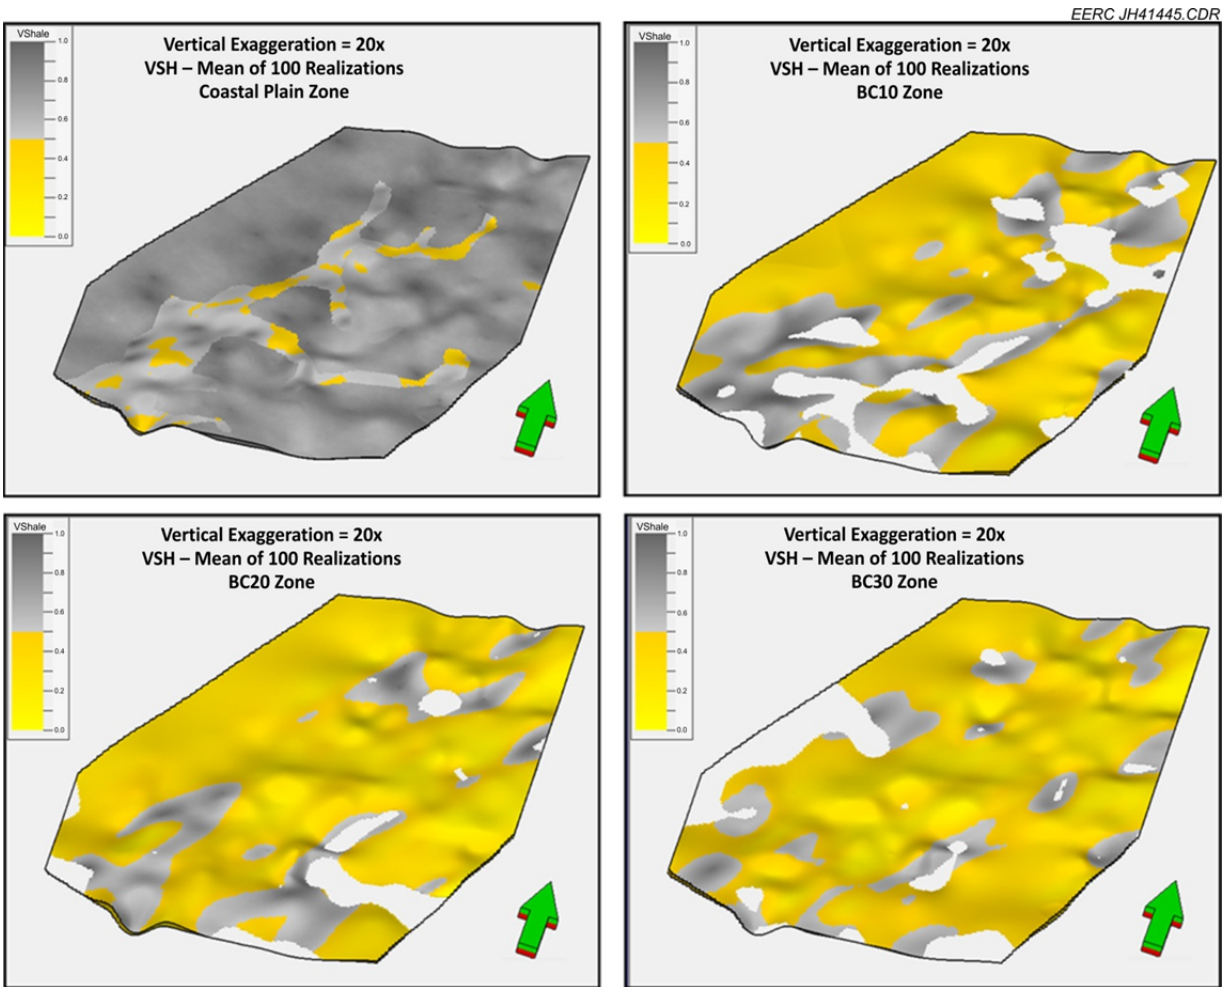 EERC JH41445.CDR
VShale
1.0
0.8
0.6
0.4
0.2
0.0
Vertical Exaggeration = 20x
VSH – Mean of 100 Realizations
Coastal Plain Zone
VShale
1.0
0.8
0.6
0.4
0.2
0.0
Vertical Exaggeration = 20x
VSH – Mean of 100 Realizations
BC10 Zone
VShale
1.0
0.8
0.6
0.4
0.2
0.0
Vertical Exaggeration = 20x
VSH – Mean of 100 Realizations
BC20 Zone
VShale
1.0
0.8
0.6
0.4
0.2
0.0
Vertical Exaggeration = 20x
VSH – Mean of 100 Realizations
BC30 Zone